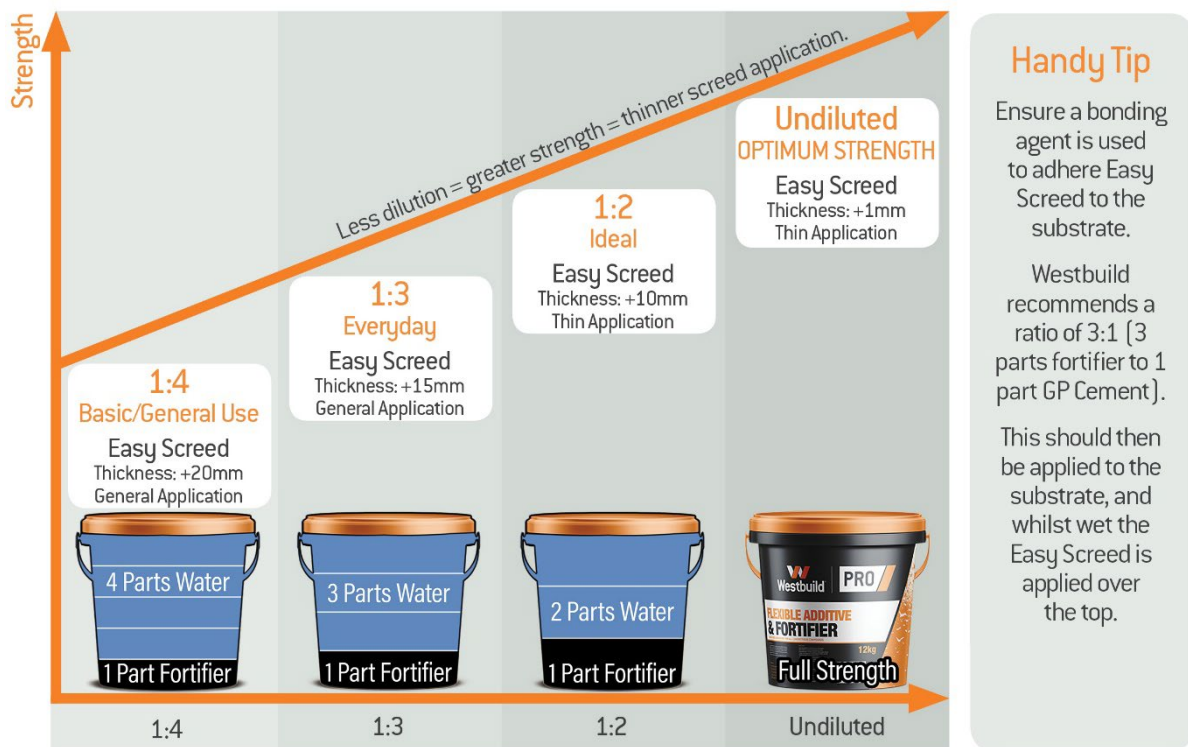 Strength
Less dilution = greater strength = thinner screed application.
1:4
Basic/General Use
Easy Screed
Thickness: +20mm
General Application
1:3
Everyday
Easy Screed
Thickness: +15mm
General Application
1:2
Ideal
Easy Screed
Thickness: +10mm
Thin Application
Undiluted
OPTIMUM STRENGTH
Easy Screed
Thickness: +1mm
Thin Application
4 Parts Water
1 Part Fortifier
3 Parts Water
1 Part Fortifier
2 Parts Water
1 Part Fortifier
Westbuild
PRO
FLEXIBLE ADDITIVE
& FORTIFIER
12kg
Full Strength
1:4
1:3
1:2
Undiluted
Handy Tip
Ensure a bonding
agent is used
to adhere Easy
Screed to the
substrate.
Westbuild
recommends a
ratio of 3:1 (3
parts fortifier to 1
part GP Cement).
This should then
be applied to the
substrate, and
whilst wet the
Easy Screed is
applied over
the top.